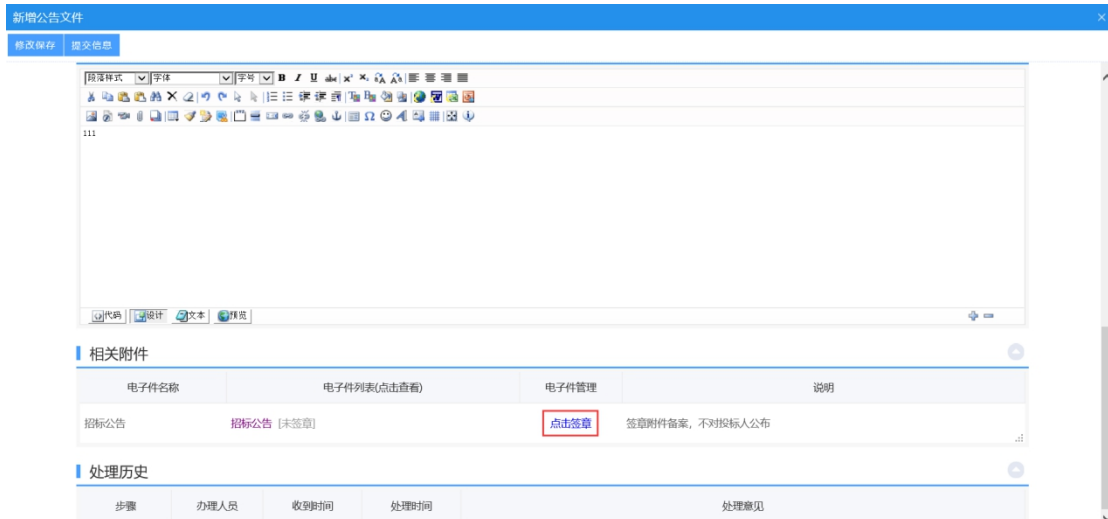 新增公告文件
修改保存 提交信息
段落样式 字体 字号 B I U abc x² x₂
111
代码 设计 文本 预览
相关附件
电子件名称 电子件列表(点击查看) 电子件管理 说明
招标公告 招标公告 [未签章] 点击签章 签章附件备案，不对投标人公布
处理历史
步骤 办理人员 收到时间 处理时间 处理意见